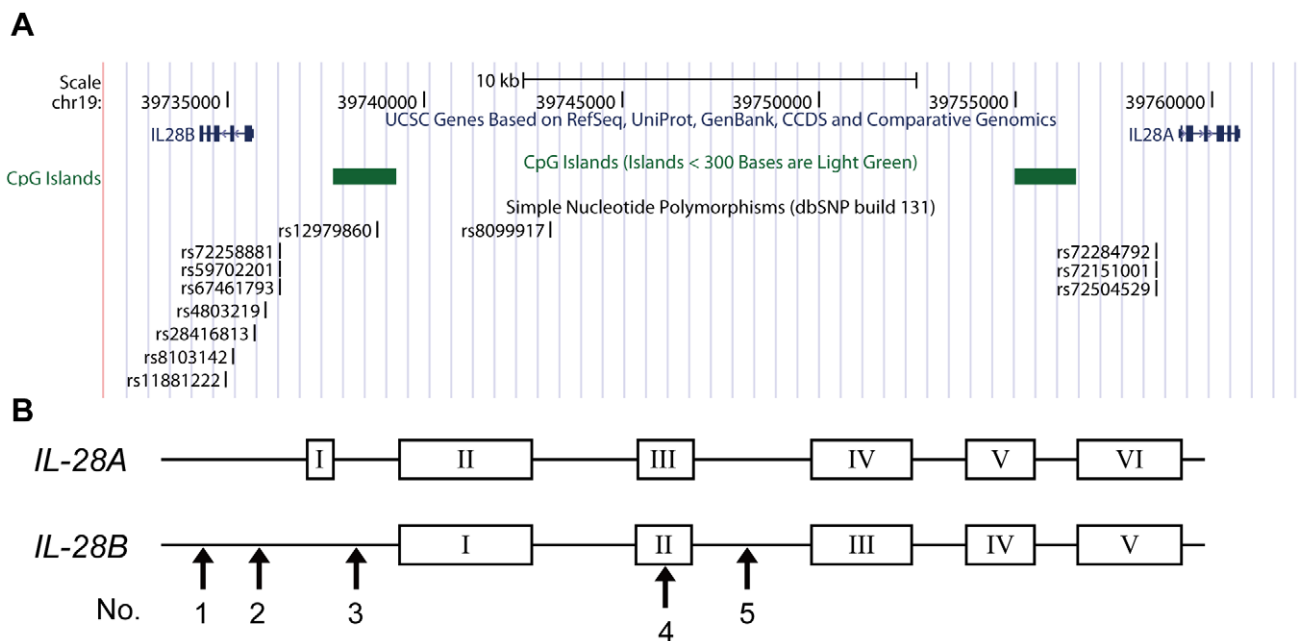 A
Scale
10 kb
chr19:
39735000
39740000
39745000
39750000
39755000
39760000
UCSC Genes Based on RefSeq, UniProt, GenBank, CCDS and Comparative Genomics
IL28B
IL28A
CpG Islands (Islands < 300 Bases are Light Green)
CpG Islands
Simple Nucleotide Polymorphisms (dbSNP build 131)
rs12979860
rs8099917
rs72258881
rs72284792
rs59702201
rs72151001
rs67461793
rs72504529
rs4803219
rs28416813
rs8103142
rs11881222
B
IL-28A
I
II
III
IV
V
VI
IL-28B
I
II
III
IV
V
No.
1
2
3
4
5